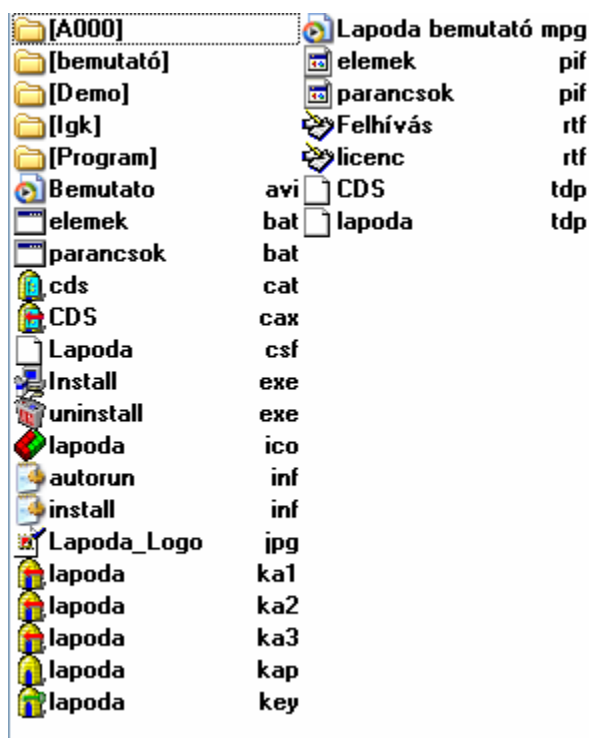 [A000]
[bemutató]
[Demo]
[Igk]
[Program]
Bemutato avi
elemek bat
parancsok bat
cds cat
CDS cax
Lapoda csf
Install exe
uninstall exe
lapoda ico
autorun inf
install inf
Lapoda_Logo jpg
lapoda ka1
lapoda ka2
lapoda ka3
lapoda kap
lapoda key
Lapoda bemutató mpg
elemek pif
parancsok pif
Felhívás rtf
licenc rtf
CDS tdp
lapoda tdp